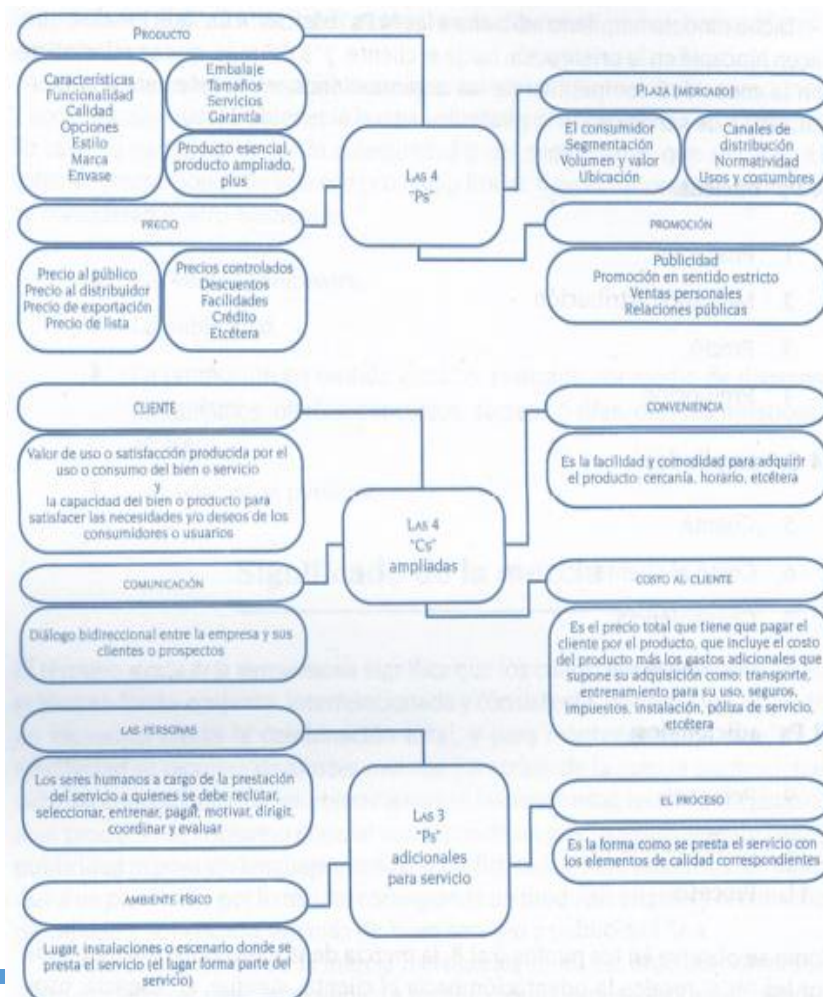 PRODUCTO
Características
Funcionalidad
Calidad
Opciones
Estilo
Marca
Envase
Embalaje
Tamaños
Servicios
Garantía
Producto esencial,
producto ampliado,
plus
LAS 4
"Ps"
PLAZA (MERCADO)
El consumidor
Segmentación
Volumen y valor
Ubicación
Canales de
distribución
Normatividad
Usos y costumbres
PRECIO
Precio al público
Precio al distribuidor
Precio de exportación
Precio de lista
Precios controlados
Descuentos
Facilidades
Crédito
Etcétera
PROMOCIÓN
Publicidad
Promoción en sentido estricto
Ventas personales
Relaciones públicas
CLIENTE
Valor de uso o satisfacción producida por el
uso o consumo del bien o servicio
y
la capacidad del bien o producto para
satisfacer las necesidades y/o deseos de los
consumidores o usuarios
LAS 4
"Cs"
ampliadas
CONVENIENCIA
Es la facilidad y comodidad para adquirir
el producto: cercanía, horario, etcétera
COMUNICACIÓN
Diálogo bidireccional entre la empresa y sus
clientes o prospectos
COSTO AL CLIENTE
Es el precio total que tiene que pagar el
cliente por el producto, que incluye el costo
del producto más los gastos adicionales que
supone su adquisición como: transporte,
entrenamiento para su uso, seguros,
impuestos, instalación, póliza de servicio,
etcétera
LAS PERSONAS
Los seres humanos a cargo de la prestación
del servicio a quienes se debe reclutar,
seleccionar, entrenar, pagar, motivar, dirigir,
coordinar y evaluar
LAS 3
"Ps"
adicionales
para servicio
EL PROCESO
Es la forma como se presta el servicio con
los elementos de calidad correspondientes
AMBIENTE FÍSICO
Lugar, instalaciones o escenario donde se
presta el servicio (el lugar forma parte del
servicio)